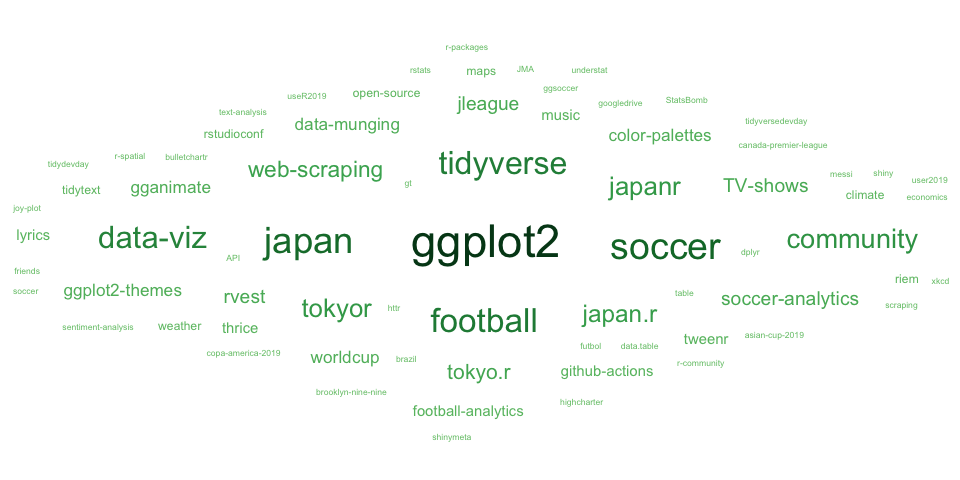 r-packages
rstats
maps
JMA
understat
ggsoccer
useR2019
open-source
jleague
googledrive
StatsBomb
text-analysis
music
tidyversedevday
data-munging
rstudioconf
color-palettes
canada-premier-league
r-spatial
bulletchartr
tidydevday
web-scraping
tidyverse
messi
shiny
gt
user2019
tidytext
gganimate
japanr
TV-shows
climate
economics
joy-plot
lyrics
data-viz
japan
ggplot2
soccer
community
dplyr
API
friends
riem
xkcd
soccer
ggplot2-themes
rvest
table
soccer-analytics
scraping
tokyor
httr
football
japan.r
sentiment-analysis
weather
thrice
asian-cup-2019
tweenr
futbol
data.table
copa-america-2019
worldcup
brazil
r-community
tokyo.r
github-actions
brooklyn-nine-nine
highcharter
football-analytics
shinymeta